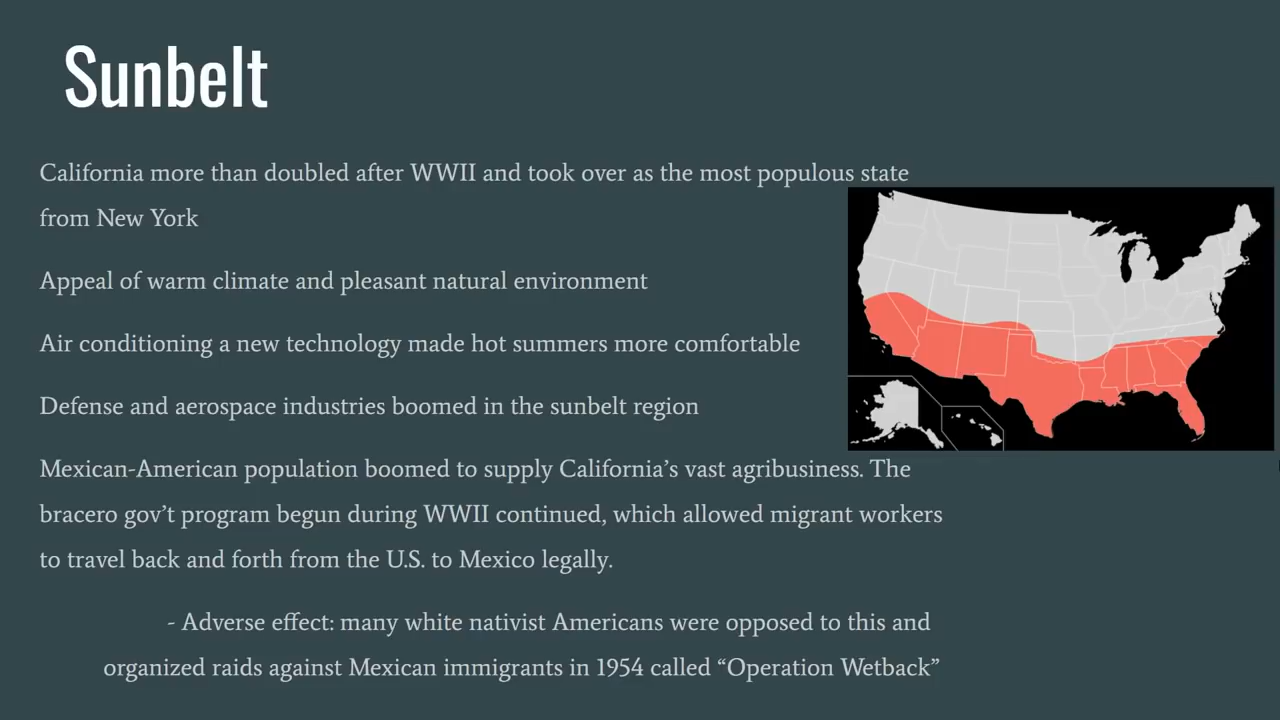 Sunbelt
California more than doubled after WWII and took over as the most populous state
from New York
Appeal of warm climate and pleasant natural environment
Air conditioning a new technology made hot summers more comfortable
Defense and aerospace industries boomed in the sunbelt region
Mexican-American population boomed to supply California’s vast agribusiness. The
bracero gov’t program begun during WWII continued, which allowed migrant workers
to travel back and forth from the U.S. to Mexico legally.
- Adverse effect: many white nativist Americans were opposed to this and
organized raids against Mexican immigrants in 1954 called “Operation Wetback”